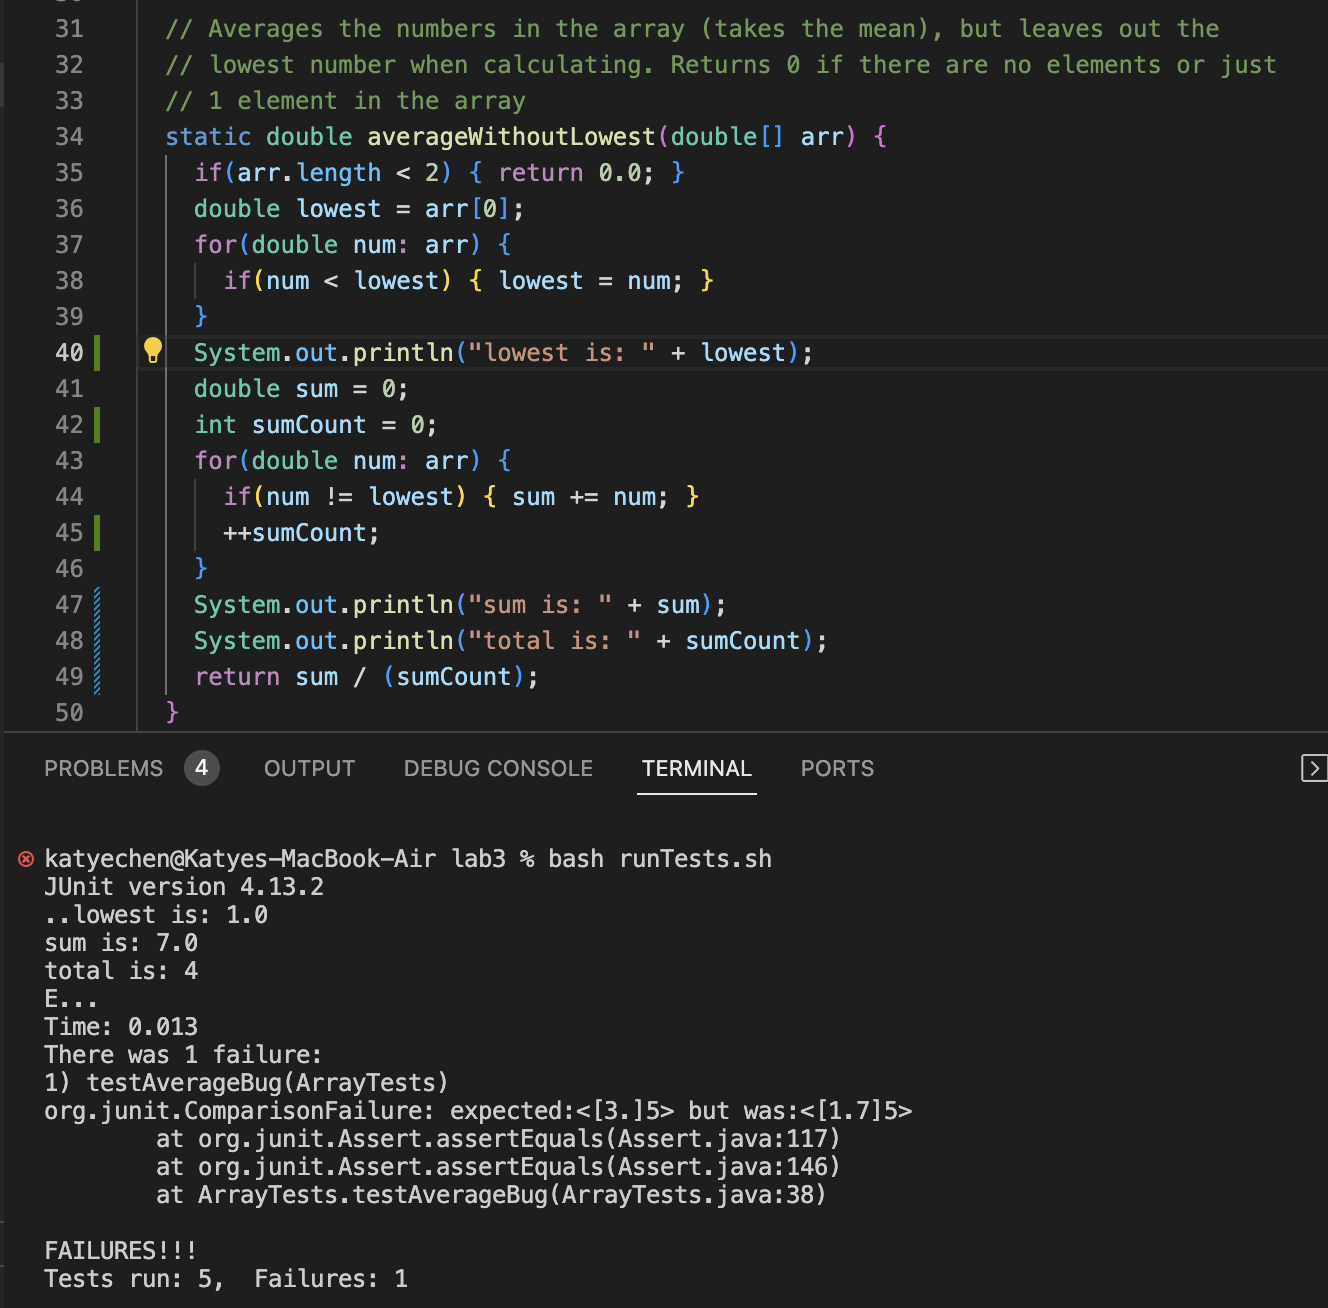 31 // Averages the numbers in the array (takes the mean), but leaves out the
32 // lowest number when calculating. Returns 0 if there are no elements or just
33 // 1 element in the array
34 static double averageWithoutLowest(double[] arr) {
35 if(arr.length < 2) { return 0.0; }
36 double lowest = arr[0];
37 for(double num: arr) {
38 if(num < lowest) { lowest = num; }
39 }
40 System.out.println("lowest is: " + lowest);
41 double sum = 0;
42 int sumCount = 0;
43 for(double num: arr) {
44 if(num != lowest) { sum += num; }
45 ++sumCount;
46 }
47 System.out.println("sum is: " + sum);
48 System.out.println("total is: " + sumCount);
49 return sum / (sumCount);
50 }
PROBLEMS 4 OUTPUT DEBUG CONSOLE TERMINAL PORTS
katyechen@Katyes-MacBook-Air lab3 % bash runTests.sh
JUnit version 4.13.2
..lowest is: 1.0
sum is: 7.0
total is: 4
E...
Time: 0.013
There was 1 failure:
1) testAverageBug(ArrayTests)
org.junit.ComparisonFailure: expected:<[3.]5> but was:<[1.7]5>
at org.junit.Assert.assertEquals(Assert.java:117)
at org.junit.Assert.assertEquals(Assert.java:146)
at ArrayTests.testAverageBug(ArrayTests.java:38)
FAILURES!!!
Tests run: 5,  Failures: 1